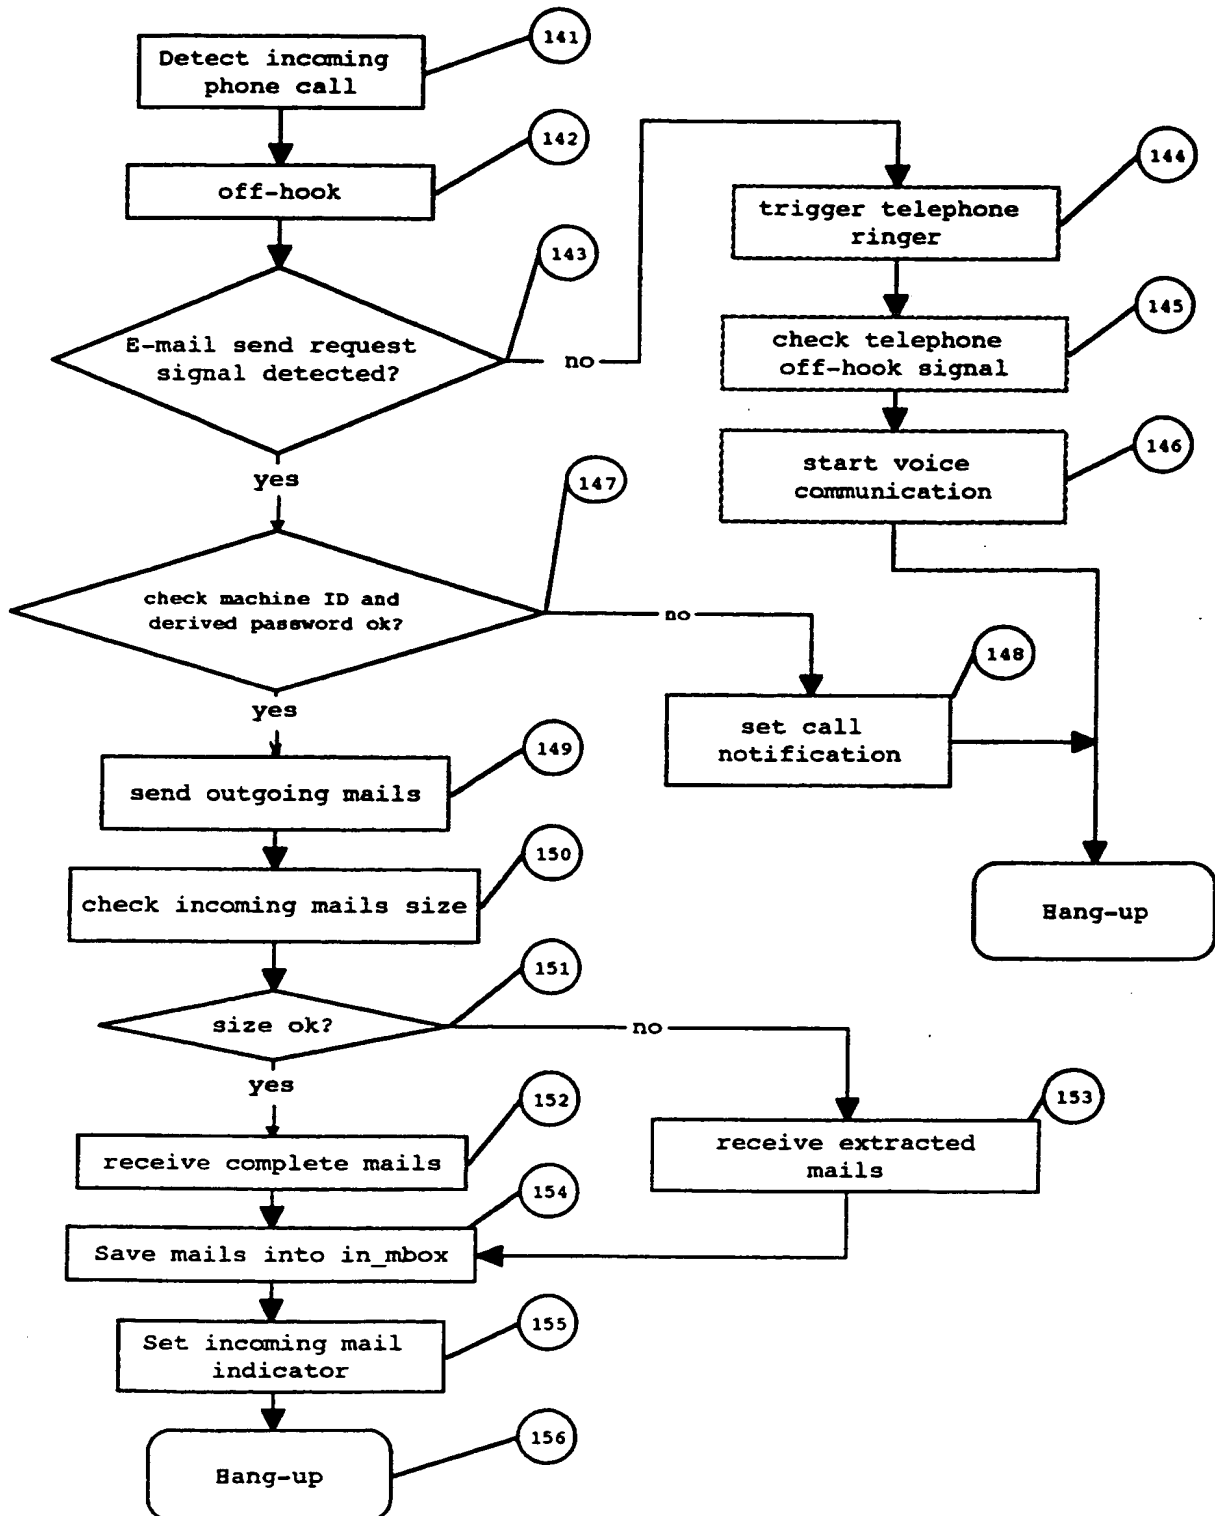 141
Detect incoming
phone call
142
off-hook
143
E-mail send request
signal detected?
no
yes
144
trigger telephone
ringer
145
check telephone
off-hook signal
146
start voice
communication
147
check machine ID and
derived password ok?
no
yes
148
set call
notification
Hang-up
149
send outgoing mails
150
check incoming mails size
151
size ok?
no
yes
152
receive complete mails
153
receive extracted
mails
154
Save mails into in_mbox
155
Set incoming mail
indicator
156
Hang-up